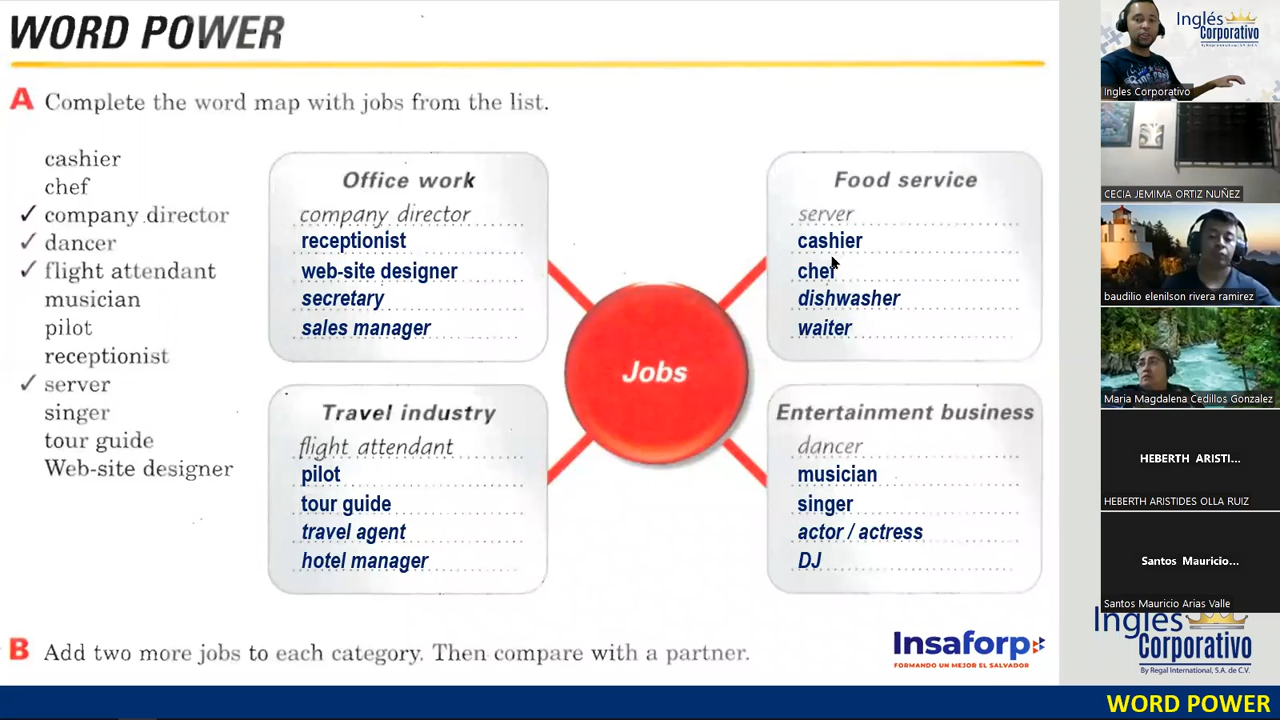 WORD POWER
A Complete the word map with jobs from the list.
cashier
chef
✓ company director
✓ dancer
✓ flight attendant
musician
pilot
receptionist
✓ server
singer
tour guide
Web-site designer
Office work
company director
receptionist
web-site designer
secretary
sales manager
Food service
server
cashier
chef
dishwasher
waiter
Jobs
Travel industry
flight attendant
pilot
tour guide
travel agent
hotel manager
Entertainment business
dancer
musician
singer
actor / actress
DJ
B Add two more jobs to each category. Then compare with a partner.
Insaforp
FORMANDO UN MEJOR EL SALVADOR
Inglés
Corporativo
By Regal International, S.A. de C.V.
Ingles Corporativo
CECIA JEMIMA ORTIZ NUÑEZ
baudilio elenilson rivera ramirez
Maria Magdalena Cedillos Gonzalez
HEBERTH ARISTI...
HEBERTH ARISTIDES OLLA RUIZ
Santos Mauricio...
Santos Mauricio Arias Valle
Inglés
Corporativo
By Regal International, S.A. de C.V.
WORD POWER